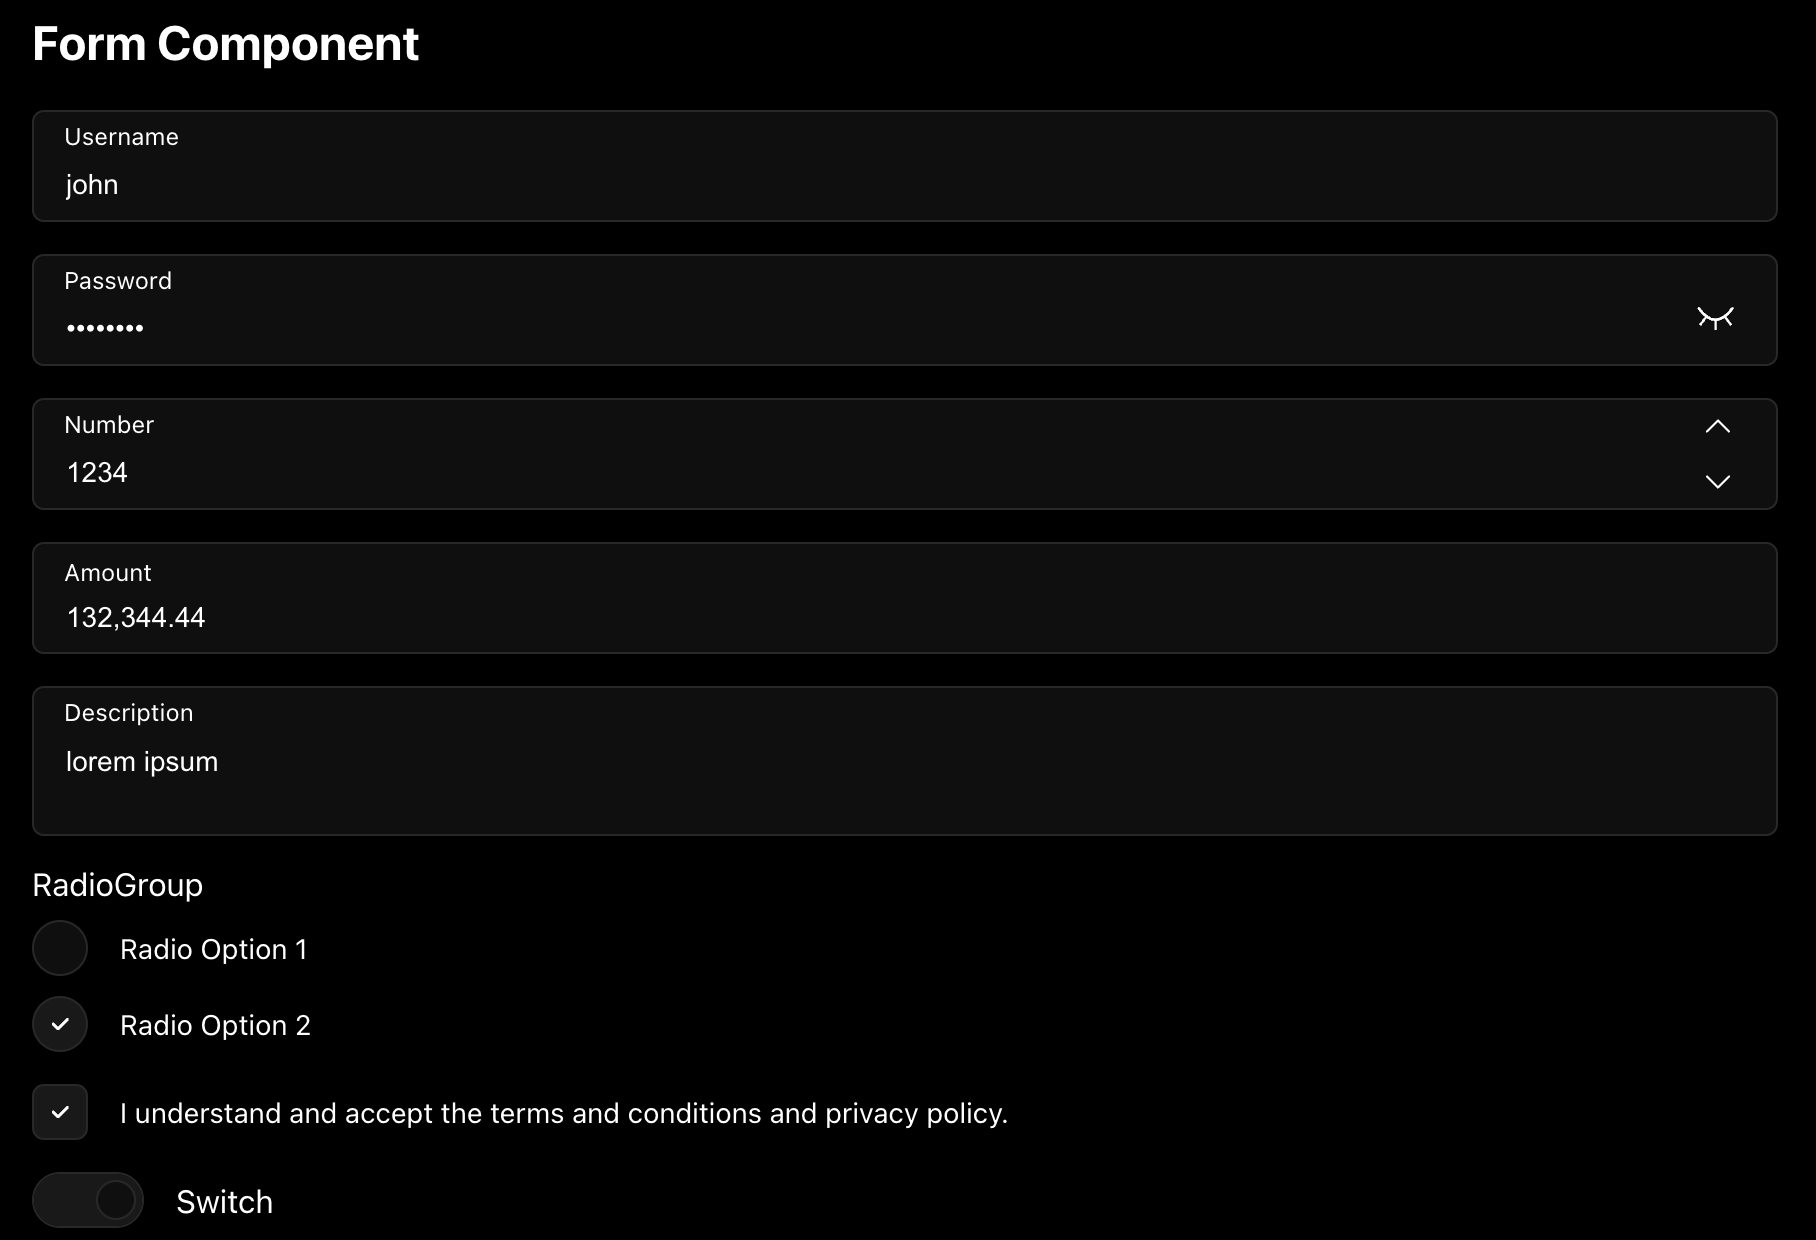 Form Component
Username
john
Password
••••••••
Number
1234
Amount
132,344.44
Description
lorem ipsum
RadioGroup
Radio Option 1
Radio Option 2
I understand and accept the terms and conditions and privacy policy.
Switch